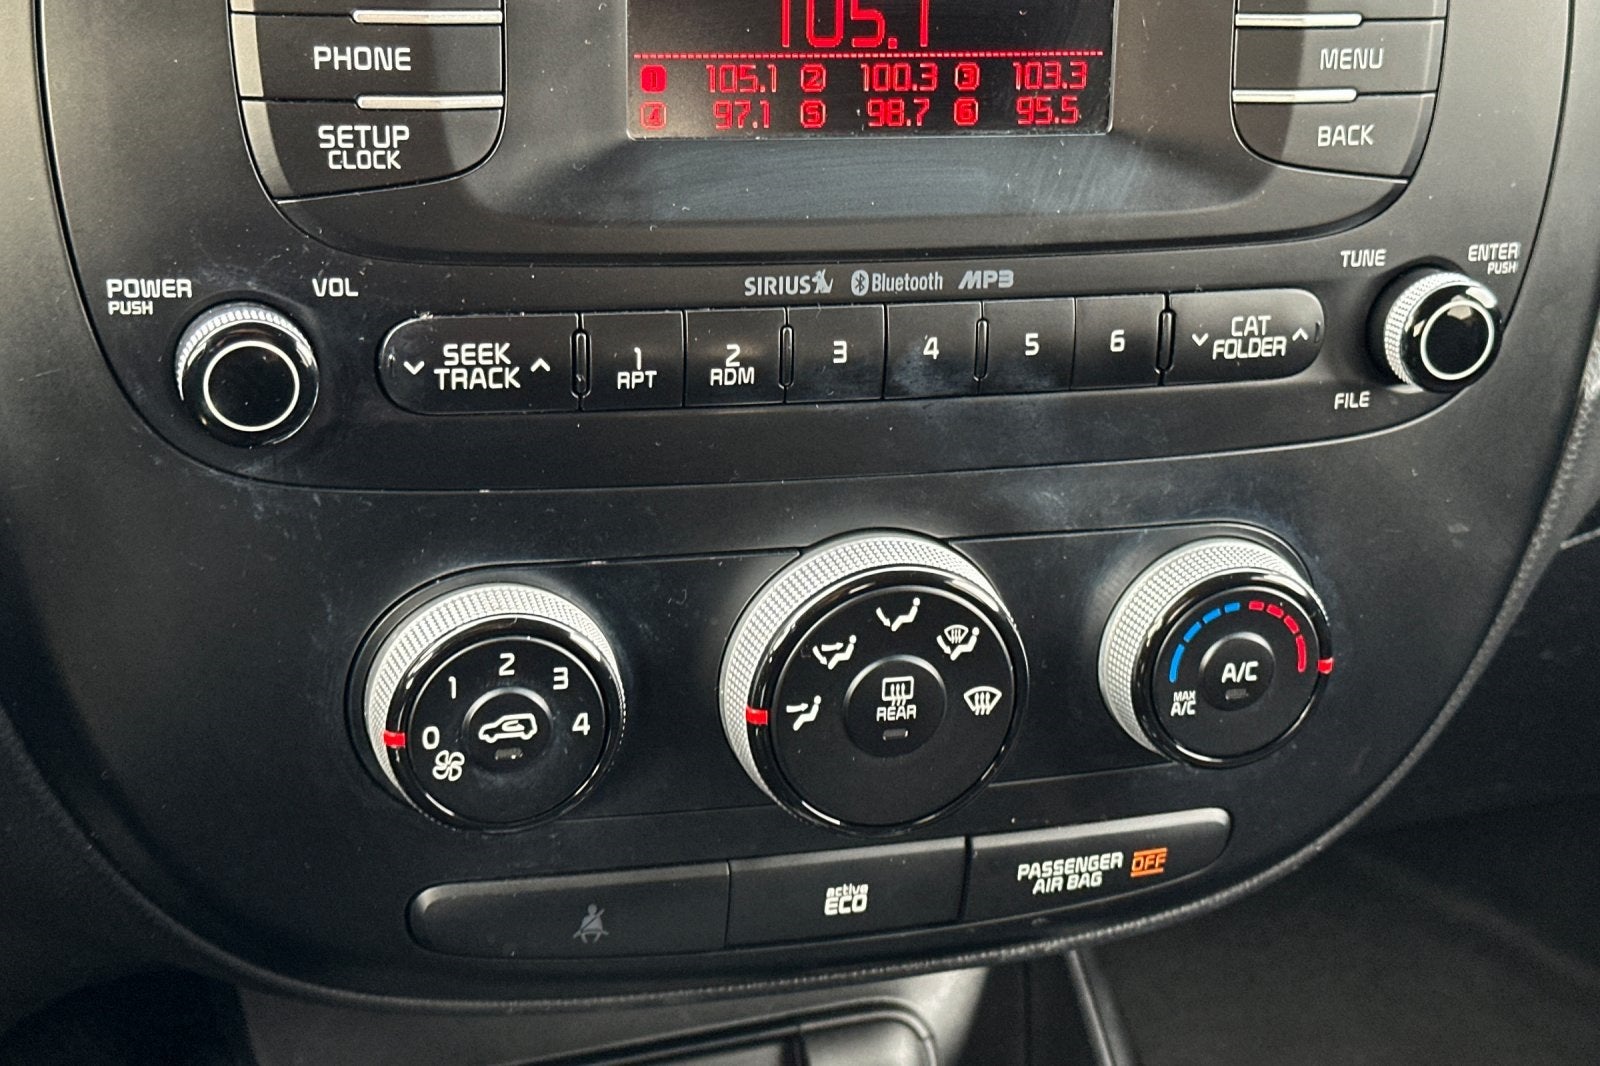 105.1
PHONE
MENU
1 105.1 2 100.3 3 103.3
4 97.1 5 98.7 6 95.5
SETUP
CLOCK
BACK
TUNE
ENTER
PUSH
POWER
PUSH
VOL
SIRIUS Bluetooth MP3
SEEK
TRACK
1
RPT
2
RDM
3
4
5
6
CAT
FOLDER
FILE
0
1
2
3
4
REAR
A/C
MAX
A/C
active
ECO
PASSENGER
AIR BAG
OFF